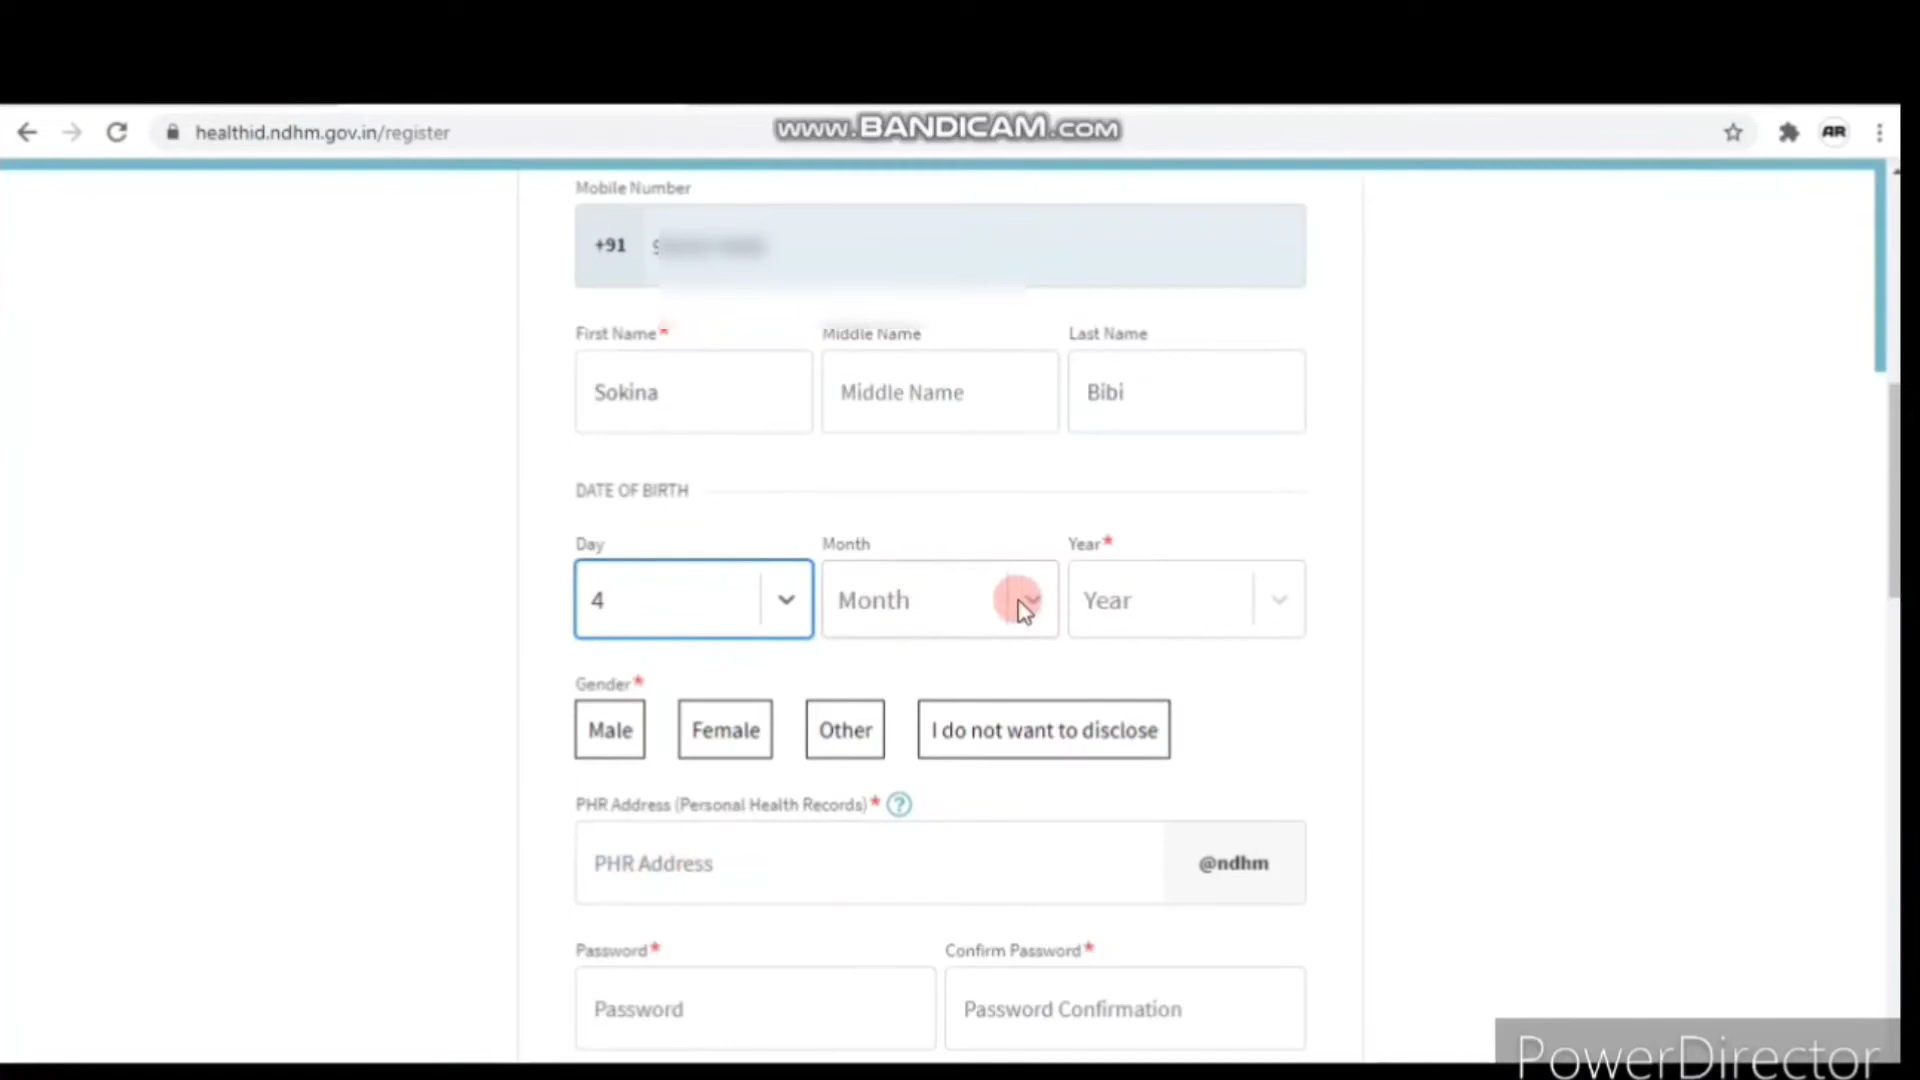 healthid.ndhm.gov.in/register
www.BANDICAM.com
AR
Mobile Number
+91
First Name* Middle Name Last Name
Sokina Middle Name Bibi
DATE OF BIRTH
Day Month Year*
4 Month Year
Gender*
Male Female Other I do not want to disclose
PHR Address (Personal Health Records)* ?
PHR Address @ndhm
Password* Confirm Password*
Password Password Confirmation
PowerDirector